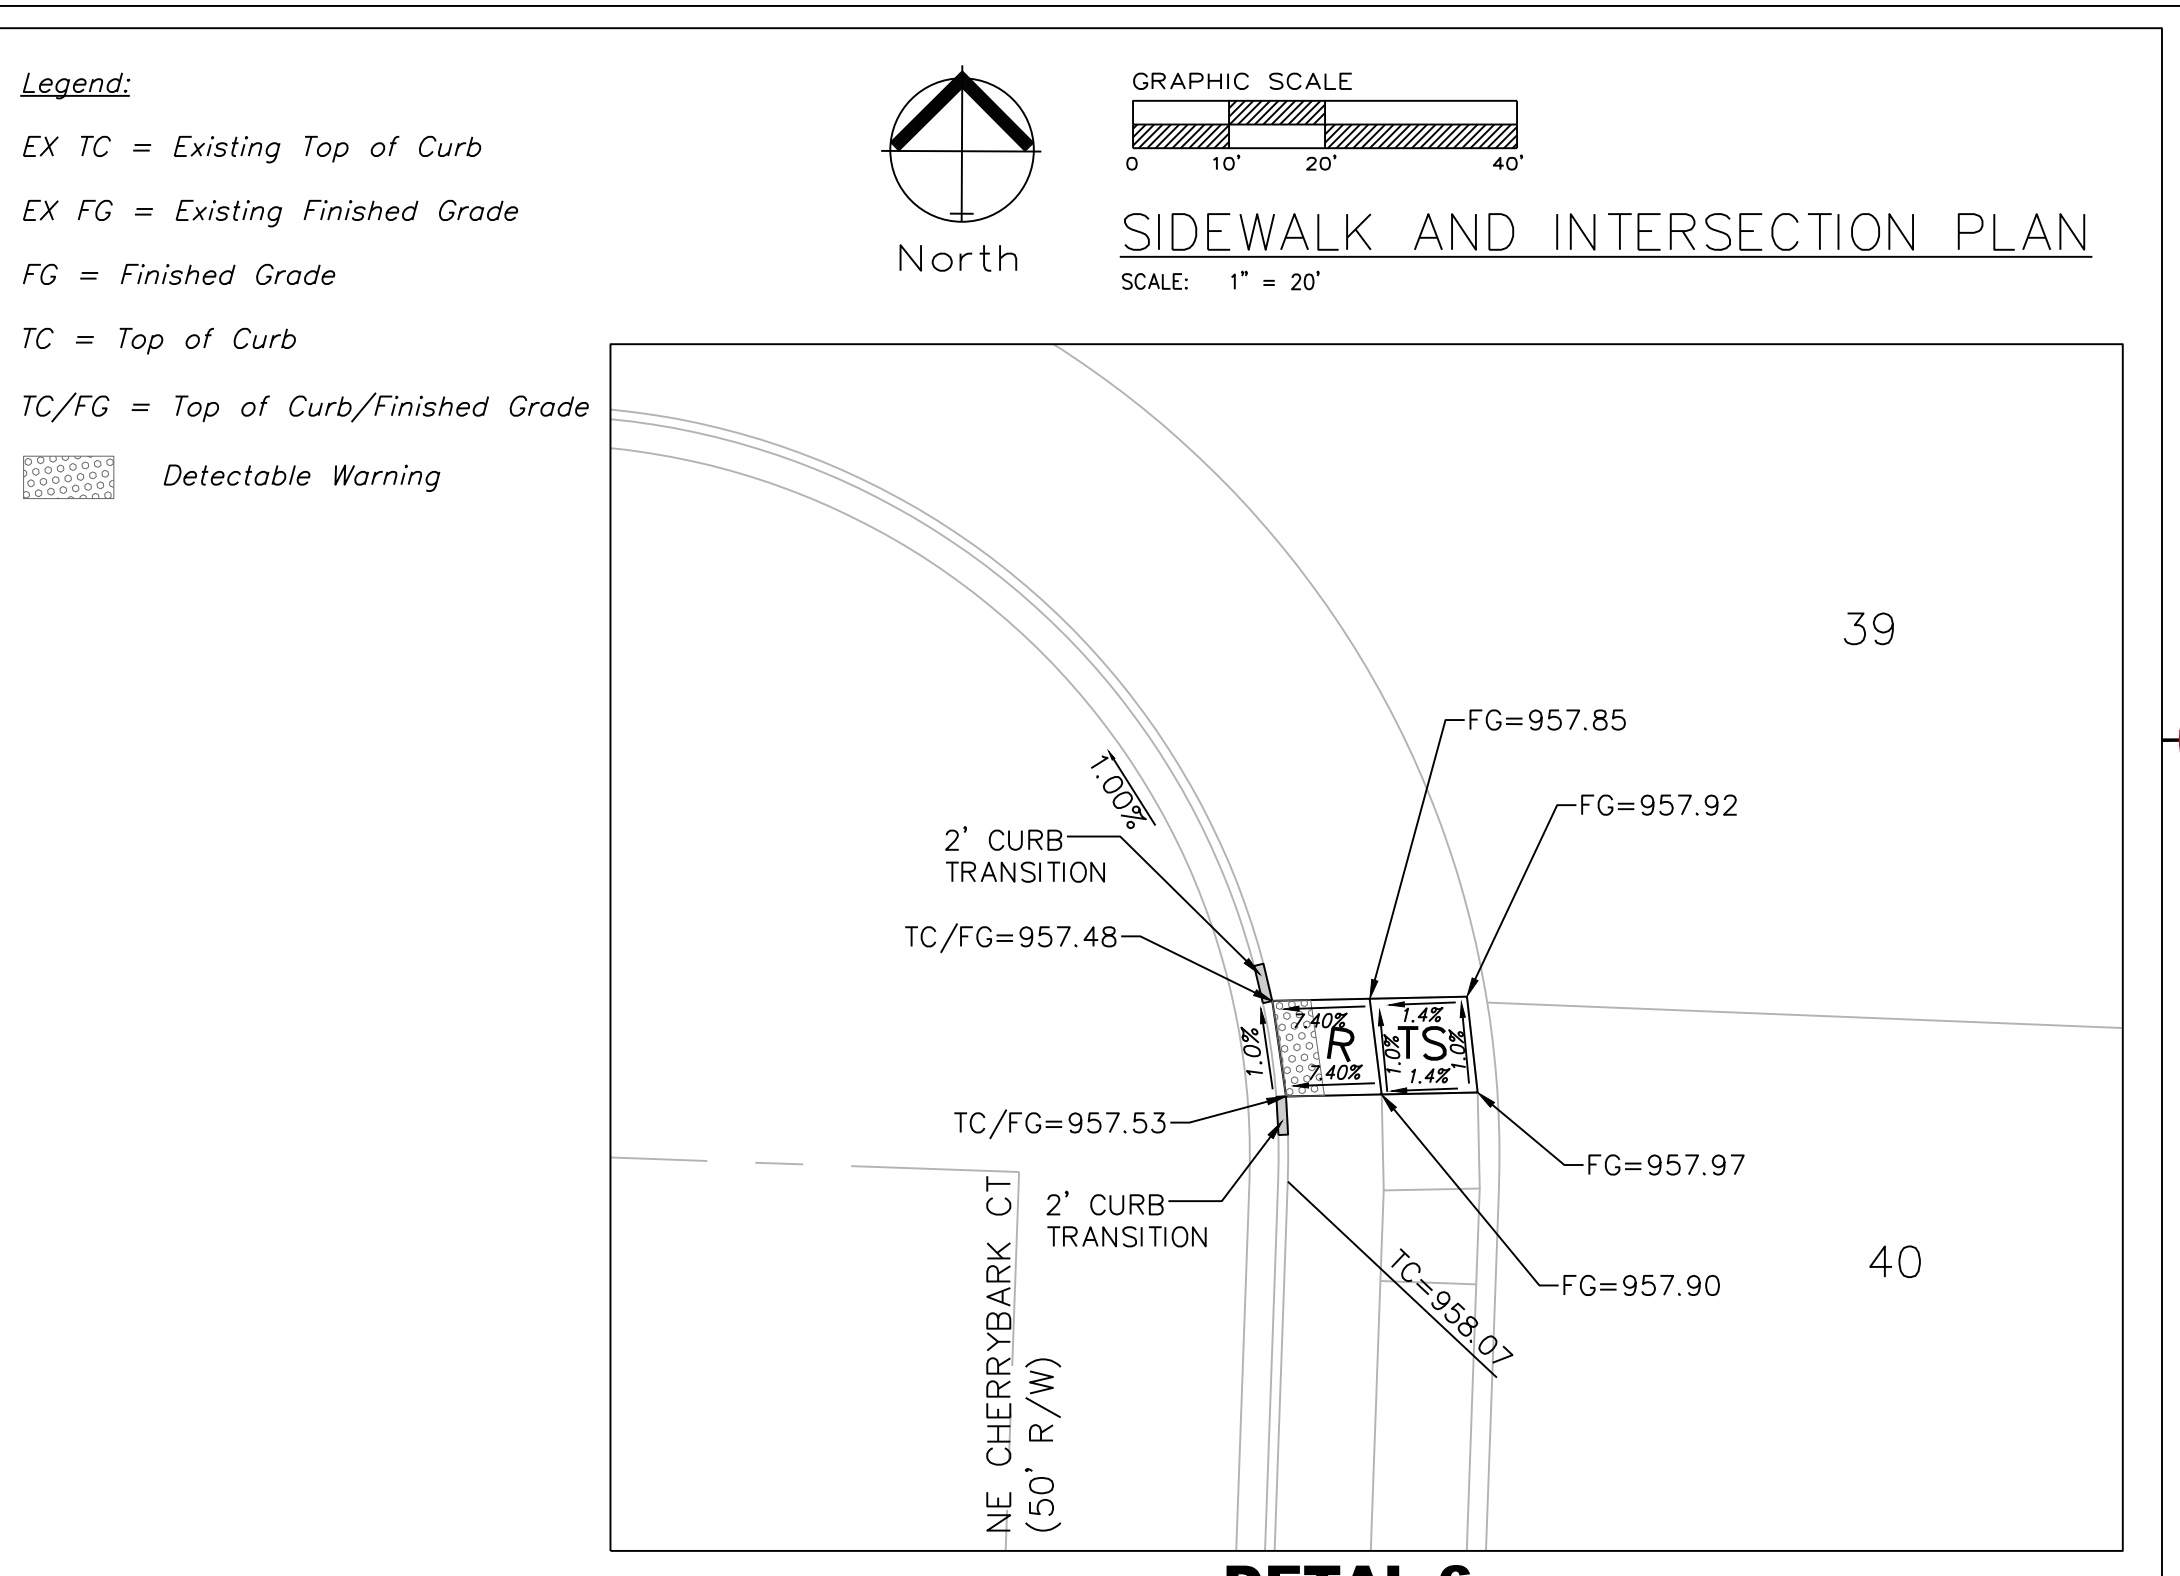 Legend:
EX TC = Existing Top of Curb
EX FG = Existing Finished Grade
FG = Finished Grade
TC = Top of Curb
TC/FG = Top of Curb/Finished Grade
Detectable Warning
North
GRAPHIC SCALE
0 10' 20' 40'
SIDEWALK AND INTERSECTION PLAN
SCALE: 1" = 20'
39
FG=957.85
FG=957.92
1.00%
2' CURB
TRANSITION
TC/FG=957.48
7.40%
1.4%
1.0%
R
1.0%
TS
1.0%
7.40%
1.4%
TC/FG=957.53
FG=957.97
2' CURB
TRANSITION
FG=957.90
TC=958.07
40
NE CHERRYBARK CT
(50' R/W)